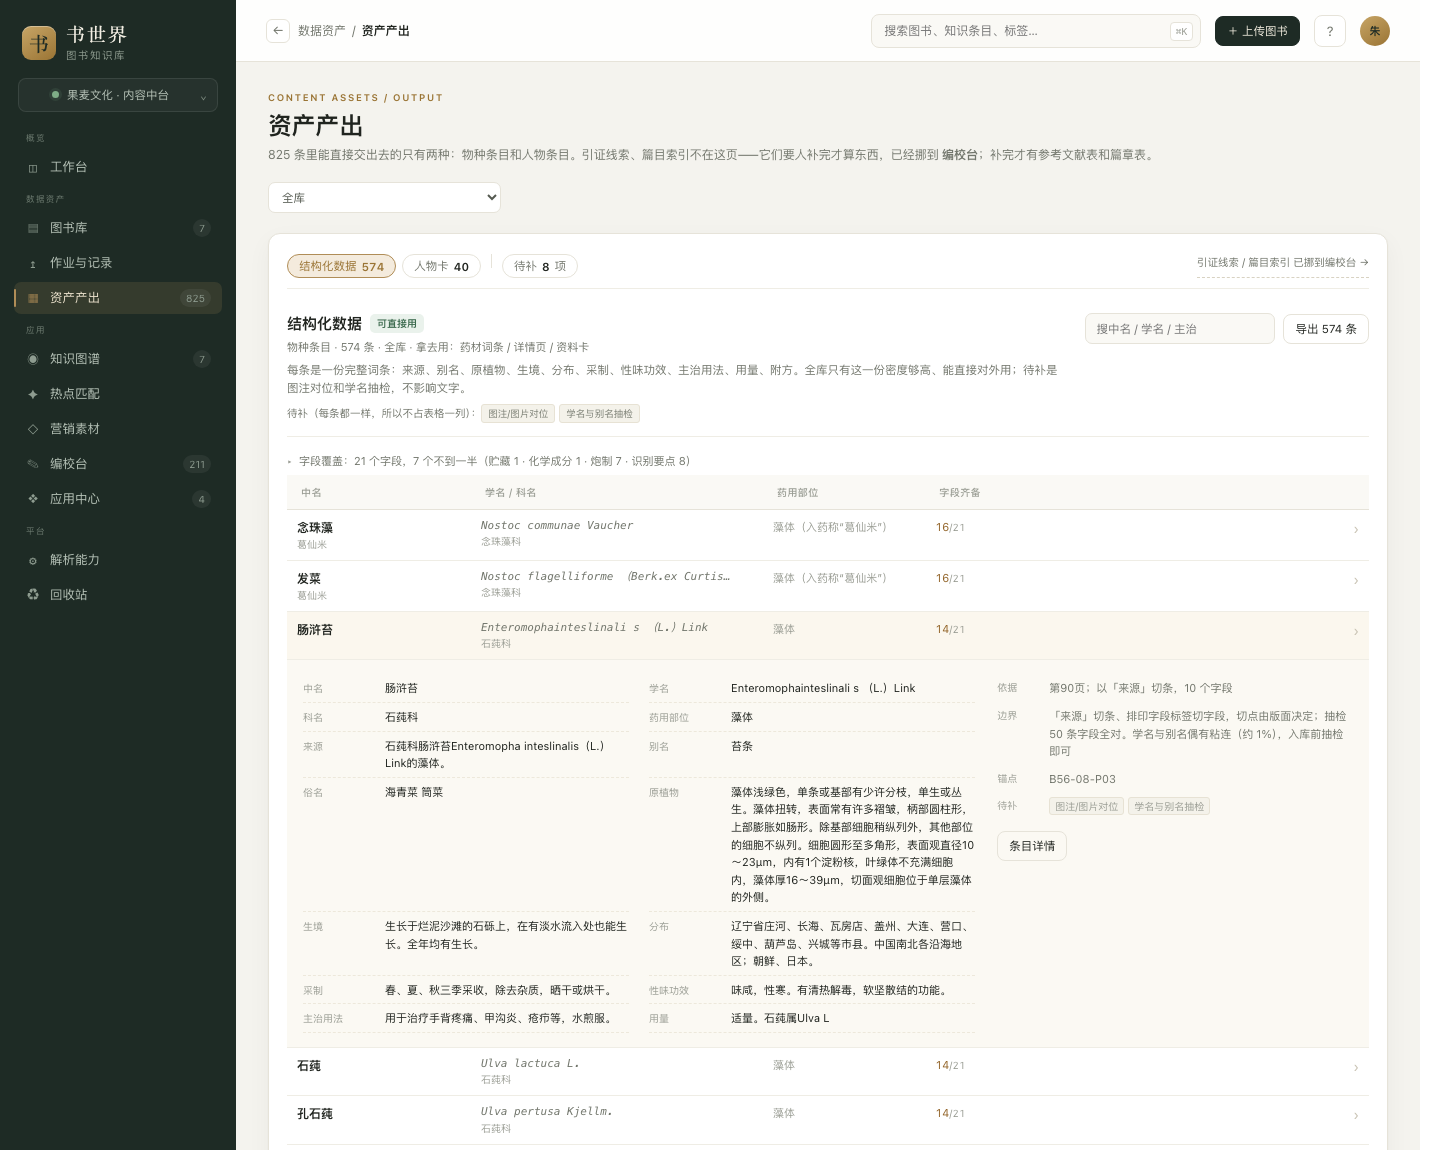 书 书世界
图书知识库
果麦文化 · 内容中台
概览
工作台
数据资产
图书库 7
作业与记录
资产产出 825
应用
知识图谱 7
热点匹配
营销素材
编校台 211
应用中心 4
平台
解析能力
回收站
← 数据资产 / 资产产出
搜索图书、知识条目、标签... ⌘K
+ 上传图书
?
朱
CONTENT ASSETS / OUTPUT
资产产出
825 条里能直接交出去的只有两种：物种条目和人物条目。引证线索、篇目索引不在这页——它们要人补完才算东西，已经挪到 编校台；补完才有参考文献表和篇章表。
全库
结构化数据 574
人物卡 40
待补 8 项
引证线索 / 篇目索引 已挪到编校台 →
结构化数据 可直接用
搜中名 / 学名 / 主治
导出 574 条
物种条目 · 574 条 · 全库 · 拿去用：药材词条 / 详情页 / 资料卡
每条是一份完整词条：来源、别名、原植物、生境、分布、采制、性味功效、主治用法、用量、附方。全库只有这一份密度够高、能直接对外用；待补是
图注对位和学名抽检，不影响文字。
待补（每条都一样，所以不占表格一列）： 图注/图片对位 学名与别名抽检
字段覆盖：21 个字段，7 个不到一半（贮藏 1 · 化学成分 1 · 炮制 7 · 识别要点 8）
中名 学名 / 科名 药用部位 字段齐备
念珠藻 Nostoc communae Vaucher 藻体（入药称“葛仙米”） 16/21 ›
葛仙米 念珠藻科
发菜 Nostoc flagelliforme （Berk.ex Curtis… 藻体（入药称“葛仙米”） 16/21 ›
葛仙米 念珠藻科
肠浒苔 Enteromophainteslinali s （L.）Link 藻体 14/21 ›
石莼科
中名 肠浒苔
学名 Enteromophainteslinali s （L.）Link
科名 石莼科
药用部位 藻体
来源 石莼科肠浒苔Enteromopha inteslinalis（L.）
Link的藻体。
别名 苔条
俗名 海青菜 筒菜
原植物 藻体浅绿色，单条或基部有少许分枝，单生或丛
生。藻体扭转，表面常有许多褶皱，柄部圆柱形，
上部膨胀如肠形。除基部细胞稍纵列外，其他部位
的细胞不纵列。细胞圆形至多角形，表面观直径10
～23μm，内有1个淀粉核，叶绿体不充满细胞
内，藻体厚16～39μm，切面观细胞位于单层藻体
的外侧。
生境 生长于烂泥沙滩的石砾上，在有淡水流入处也能生
长。全年均有生长。
分布 辽宁省庄河、长海、瓦房店、盖州、大连、营口、
绥中、葫芦岛、兴城等市县。中国南北各沿海地
区；朝鲜、日本。
采制 春、夏、秋三季采收，除去杂质，晒干或烘干。
性味功效 味咸，性寒。有清热解毒，软坚散结的功能。
主治用法 用于治疗手背疼痛、甲沟炎、疮疖等，水煎服。
用量 适量。石莼属Ulva L
依据 第90页；以「来源」切条，10 个字段
边界 「来源」切条、排印字段标签切字段，切点由版面决定；抽检
50 条字段全对。学名与别名偶有粘连（约 1%），入库前抽检
即可
锚点 B56-08-P03
待补 图注/图片对位 学名与别名抽检
条目详情
石莼 Ulva lactuca L. 藻体 14/21 ›
石莼科
孔石莼 Ulva pertusa Kjellm. 藻体 14/21 ›
石莼科